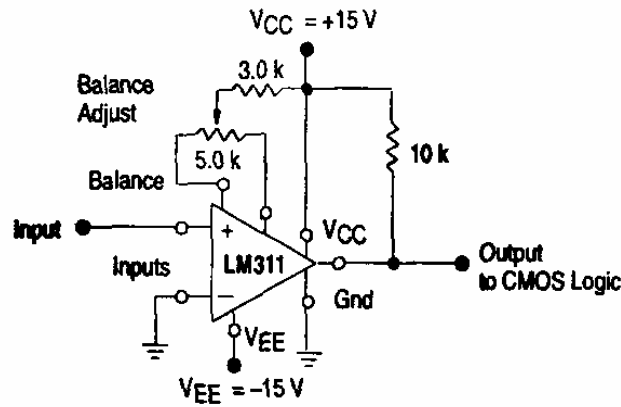 VCC = +15 V
3.0 k
Balance
Adjust
5.0 k
10 k
Balance
Input
+
VCC
Inputs
LM311
Output
to CMOS Logic
−
Gnd
VEE
VEE = –15 V